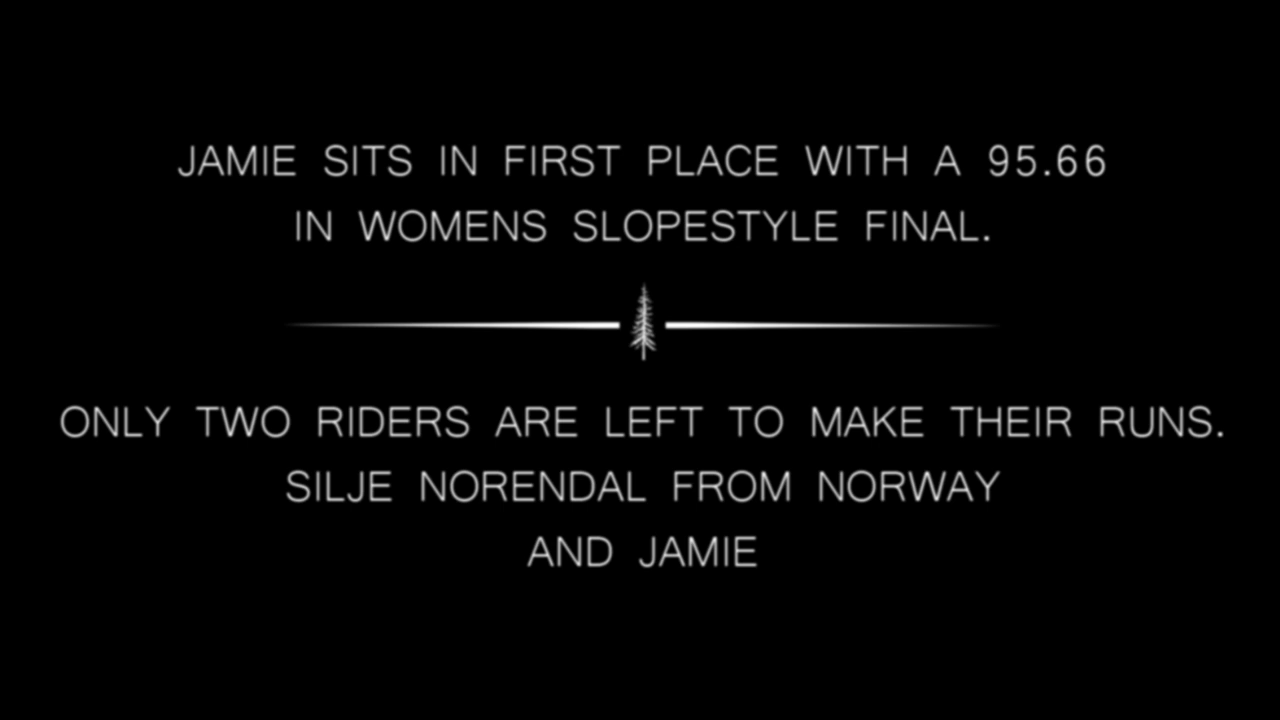 JAMIE SITS IN FIRST PLACE WITH A 95.66
IN WOMENS SLOPESTYLE FINAL.
ONLY TWO RIDERS ARE LEFT TO MAKE THEIR RUNS.
SILJE NORENDAL FROM NORWAY
AND JAMIE